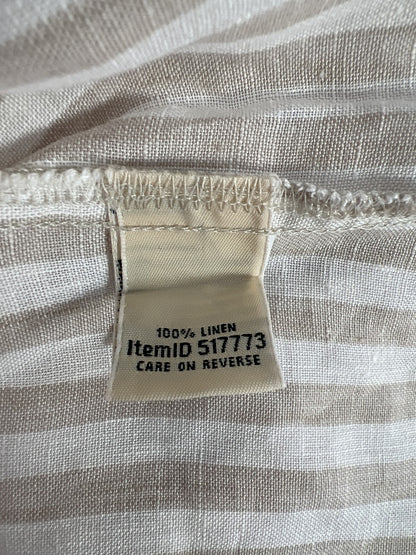 100% LINEN
ItemID 517773
CARE ON REVERSE